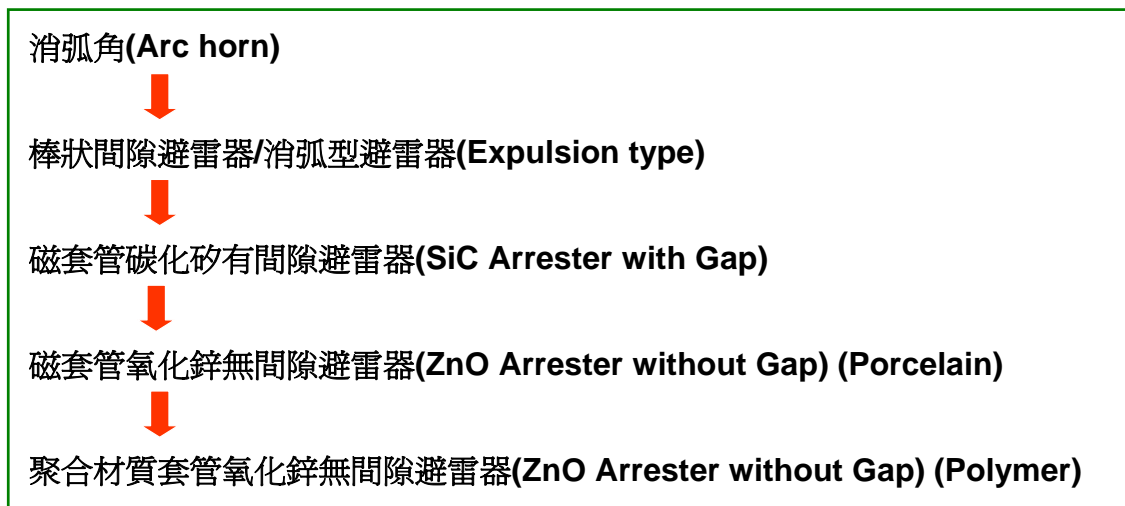 消弧角(Arc horn)
棒狀間隙避雷器/消弧型避雷器(Expulsion type)
磁套管碳化矽有間隙避雷器(SiC Arrester with Gap)
磁套管氧化鋅無間隙避雷器(ZnO Arrester without Gap) (Porcelain)
聚合材質套管氧化鋅無間隙避雷器(ZnO Arrester without Gap) (Polymer)